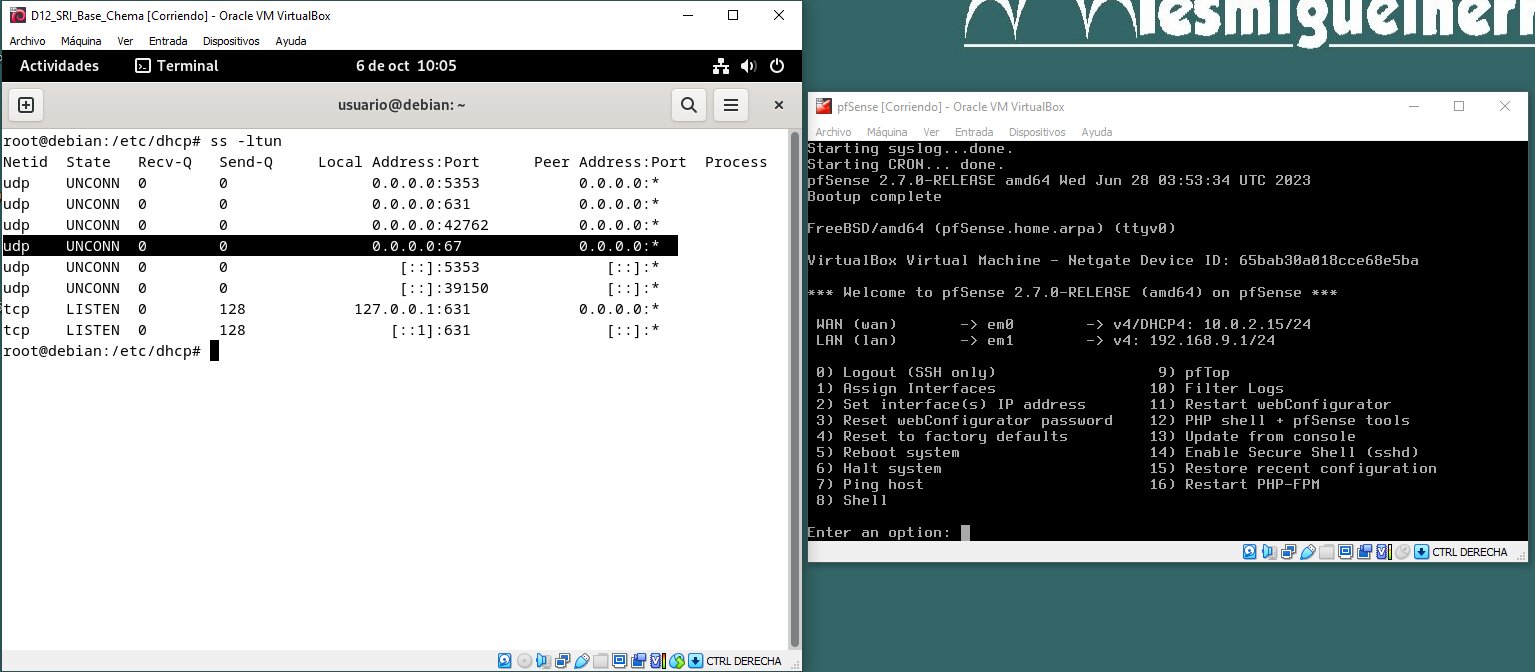 D12_SRI_Base_Chema [Corriendo] - Oracle VM VirtualBox
Archivo Máquina Ver Entrada Dispositivos Ayuda
Actividades Terminal 6 de oct 10:05
usuario@debian: ~
root@debian:/etc/dhcp# ss -ltun
Netid State Recv-Q Send-Q Local Address:Port Peer Address:Port Process
udp UNCONN 0 0 0.0.0.0:5353 0.0.0.0:*
udp UNCONN 0 0 0.0.0.0:631 0.0.0.0:*
udp UNCONN 0 0 0.0.0.0:42762 0.0.0.0:*
udp UNCONN 0 0 0.0.0.0:67 0.0.0.0:*
udp UNCONN 0 0 [::]:5353 [::]:*
udp UNCONN 0 0 [::]:39150 [::]:*
tcp LISTEN 0 128 127.0.0.1:631 0.0.0.0:*
tcp LISTEN 0 128 [::1]:631 [::]:*
root@debian:/etc/dhcp#
CTRL DERECHA
pfSense [Corriendo] - Oracle VM VirtualBox
Archivo Máquina Ver Entrada Dispositivos Ayuda
Starting syslog...done.
Starting CRON... done.
pfSense 2.7.0-RELEASE amd64 Wed Jun 28 03:53:34 UTC 2023
Bootup complete
FreeBSD/amd64 (pfSense.home.arpa) (ttyv0)
VirtualBox Virtual Machine - Netgate Device ID: 65bab30a018cce68e5ba
*** Welcome to pfSense 2.7.0-RELEASE (amd64) on pfSense ***
WAN (wan) -> em0 -> v4/DHCP4: 10.0.2.15/24
LAN (lan) -> em1 -> v4: 192.168.9.1/24
0) Logout (SSH only) 9) pfTop
1) Assign Interfaces 10) Filter Logs
2) Set interface(s) IP address 11) Restart webConfigurator
3) Reset webConfigurator password 12) PHP shell + pfSense tools
4) Reset to factory defaults 13) Update from console
5) Reboot system 14) Enable Secure Shell (sshd)
6) Halt system 15) Restore recent configuration
7) Ping host 16) Restart PHP-FPM
8) Shell
Enter an option:
CTRL DERECHA